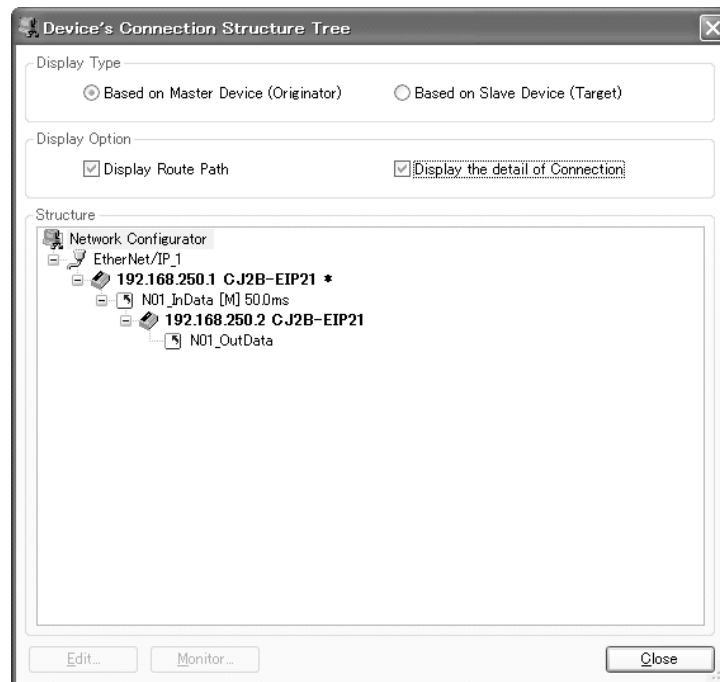 Device's Connection Structure Tree
Display Type
Based on Master Device (Originator)
Based on Slave Device (Target)
Display Option
Display Route Path
Display the detail of Connection
Structure
Network Configurator
EtherNet/IP_1
192.168.250.1 CJ2B-EIP21 *
N01_InData [M] 50.0ms
192.168.250.2 CJ2B-EIP21
N01_OutData
Edit...
Monitor...
Close